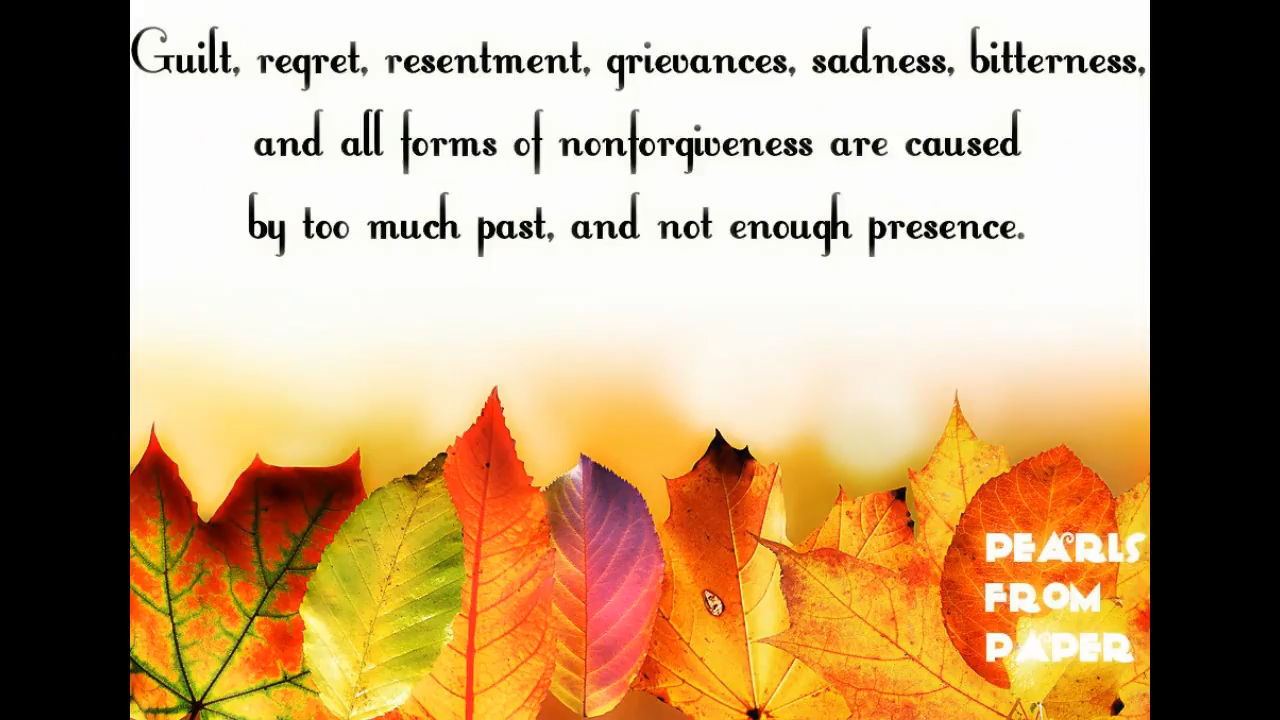 Guilt, regret, resentment, grievances, sadness, bitterness,
and all forms of nonforgiveness are caused
by too much past, and not enough presence.
PEARLS
FROM
PAPER